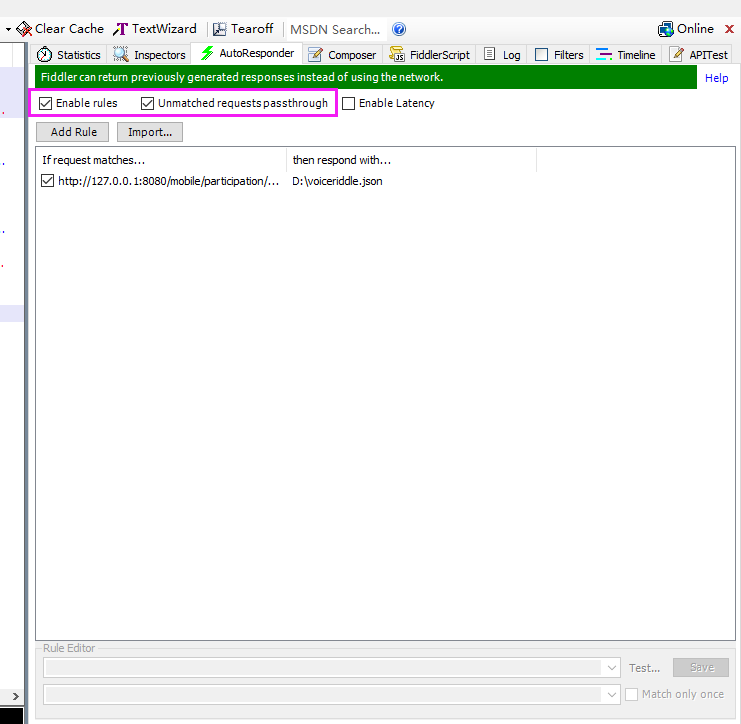 Clear Cache TextWizard Tearoff MSDN Search... Online
Statistics Inspectors AutoResponder Composer FiddlerScript Log Filters Timeline APITest
Fiddler can return previously generated responses instead of using the network. Help
Enable rules Unmatched requests passthrough Enable Latency
Add Rule Import...
If request matches... then respond with...
http://127.0.0.1:8080/mobile/participation/... D:\voiceriddle.json
Rule Editor
Test... Save
Match only once